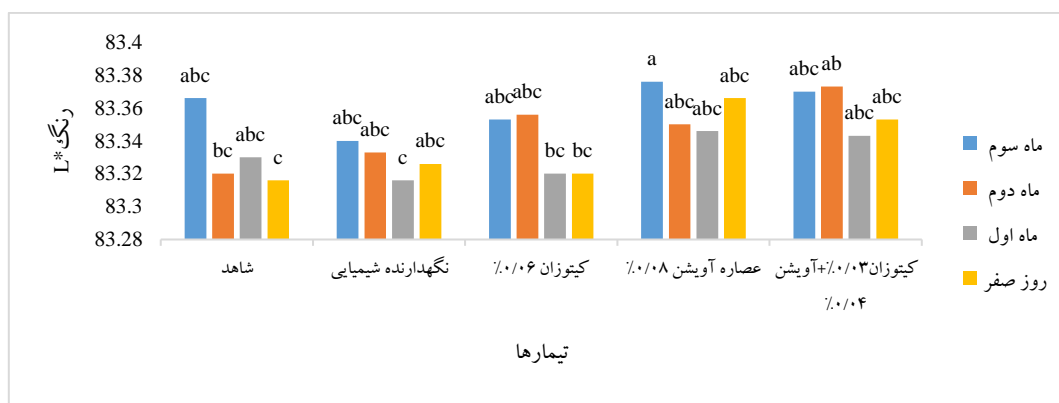 83.4
83.38
83.36
83.34
83.32
83.3
83.28
رنگ L*
abc
bc
abc
c
abc
abc
c
abc
abc
abc
bc
bc
a
abc
abc
abc
abc
ab
abc
abc
شاهد
نگهدارنده شیمیایی
کیتوزان ۰/۰۶٪
عصاره آویشن ۰/۰۸٪
کیتوزان۰/۰۳٪+آویشن
۰/۰۴٪
تیمارها
ماه سوم
ماه دوم
ماه اول
روز صفر